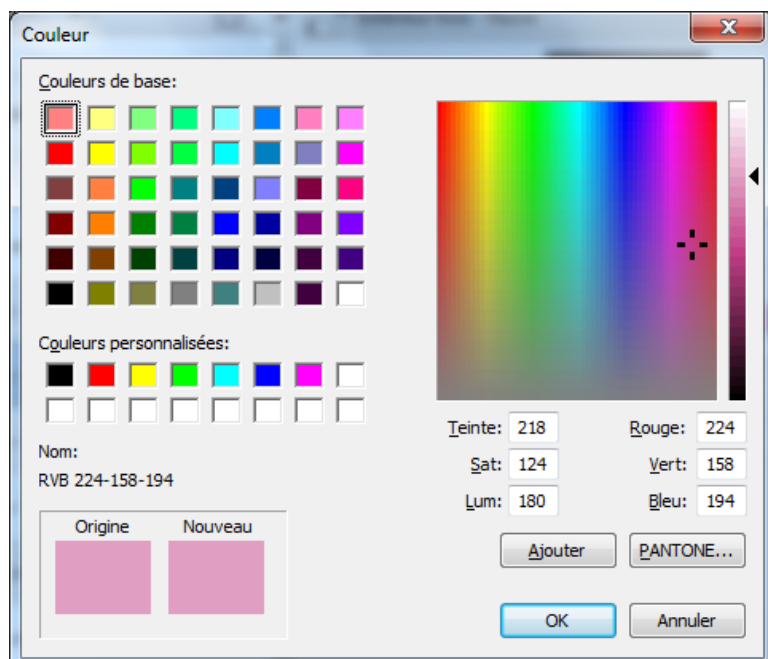 Couleur
Couleurs de base:
Couleurs personnalisées:
Nom:
RVB 224-158-194
Origine Nouveau
Teinte: 218 Rouge: 224
Sat: 124 Vert: 158
Lum: 180 Bleu: 194
Ajouter PANTONE...
OK Annuler